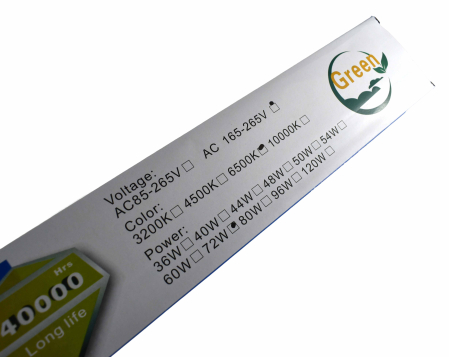 Green
Voltage:
AC85-265V☐ AC 165-265V☑
Color:
3200K☐ 4500K☐ 6500K☑ 10000K☐
Power:
36W☐ 40W☐ 44W☐ 48W☐ 50W☐ 54W☐
60W☐ 72W☑ 80W☐ 96W☐ 120W☐
40000 Hrs
Long life